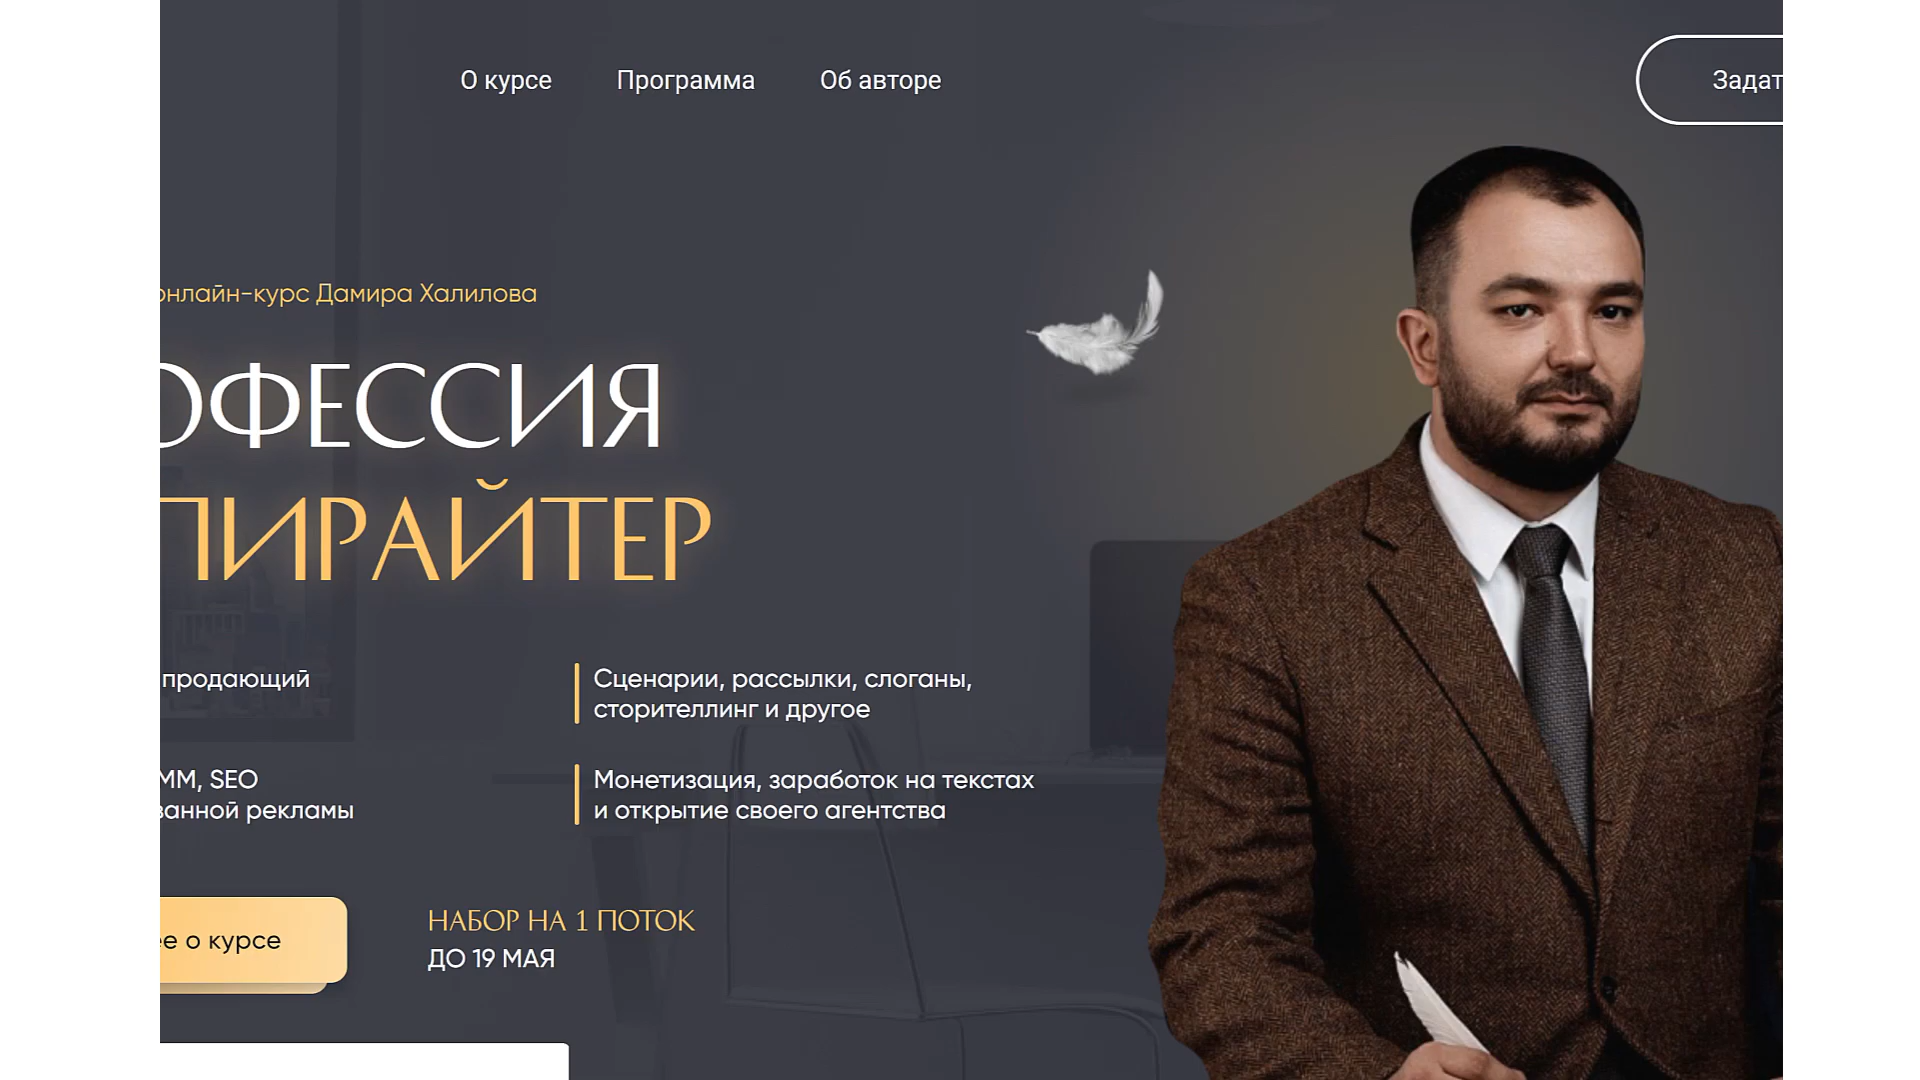 О курсе Программа Об авторе Задат
онлайн-курс Дамира Халилова
ОФЕССИЯ
ПИРАЙТЕР
продающий
Сценарии, рассылки, слоганы,
сторителлинг и другое
ММ, SEO
ванной рекламы
Монетизация, заработок на текстах
и открытие своего агентства
ее о курсе
НАБОР НА 1 ПОТОК
ДО 19 МАЯ